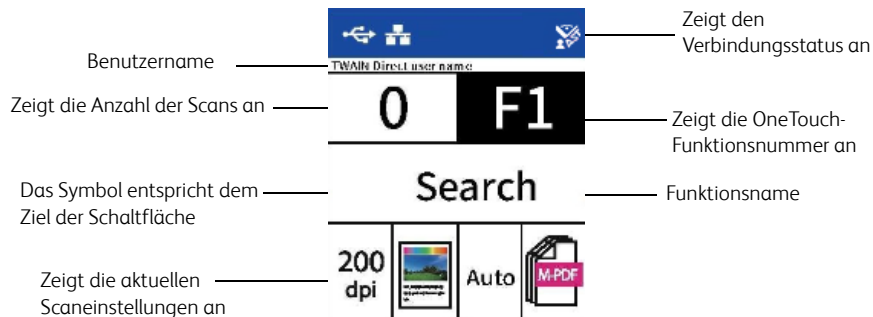 Zeigt den
Verbindungsstatus an
Benutzername
TWAIN Direct user name
Zeigt die Anzahl der Scans an
0
F1
Zeigt die OneTouch-
Funktionsnummer an
Das Symbol entspricht dem
Ziel der Schaltfläche
Search
Funktionsname
200
dpi
Auto
M-PDF
Zeigt die aktuellen
Scaneinstellungen an